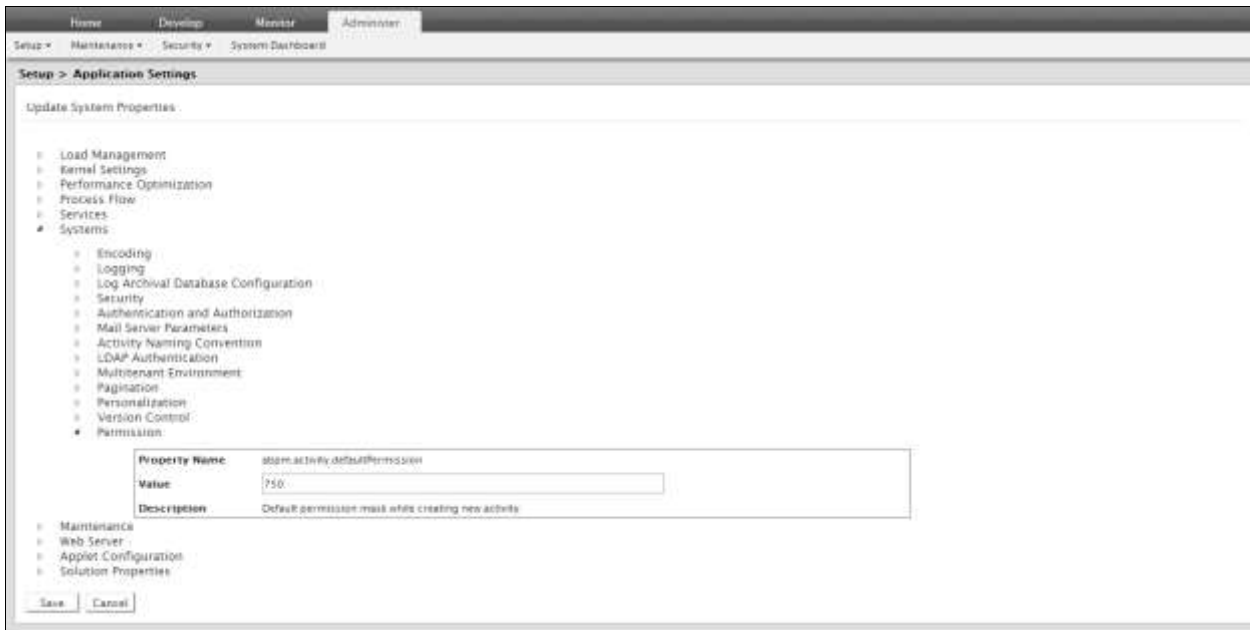 Home Develop Monitor Administer
Setup Maintenance Security System Dashboard
Setup > Application Settings
Update System Properties
Load Management
Kernel Settings
Performance Optimization
Process Flow
Services
Systems
Encoding
Logging
Log Archival Database Configuration
Security
Authentication and Authorization
Mail Server Parameters
Activity Naming Convention
LDAP Authentication
Multitenant Environment
Pagination
Personalization
Version Control
Permission
Property Name abpm.activity.defaultPermission
Value 750
Description Default permission mask while creating new activity
Maintenance
Web Server
Applet Configuration
Solution Properties
Save Cancel